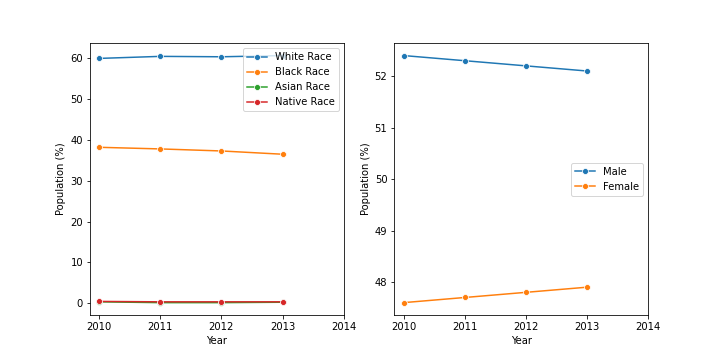 60
50
40
30
20
10
0
Population (%)
2010 2011 2012 2013 2014
Year
White Race
Black Race
Asian Race
Native Race
52
51
50
49
48
Population (%)
2010 2011 2012 2013 2014
Year
Male
Female